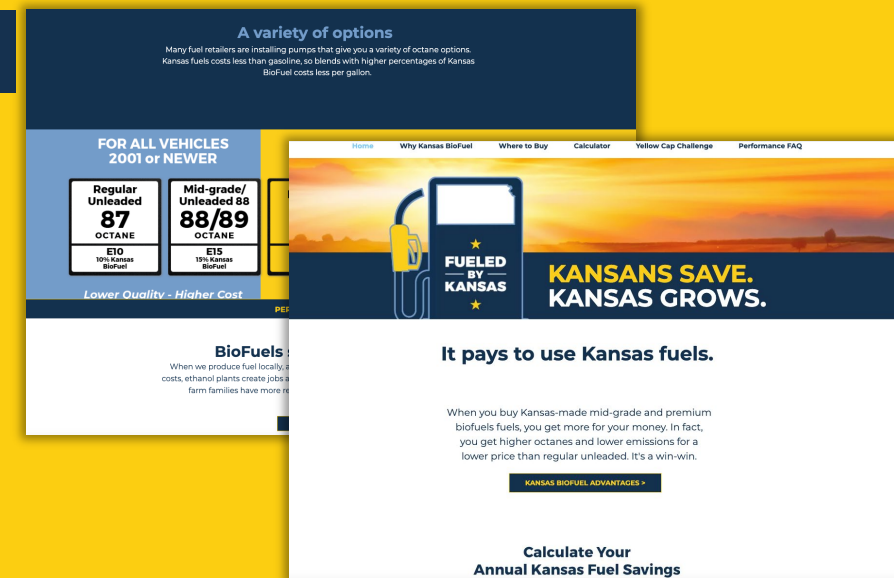 A variety of options
Many fuel retailers are installing pumps that give you a variety of octane options.
Kansas fuels costs less than gasoline, so blends with higher percentages of Kansas
BioFuel costs less per gallon.
FOR ALL VEHICLES
2001 or NEWER
Regular
Unleaded
87
OCTANE
E10
10% Kansas
BioFuel
Mid-grade/
Unleaded 88
88/89
OCTANE
E15
15% Kansas
BioFuel
Lower Quality - Higher Cost
BioFuels
When we produce fuel locally,
costs, ethanol plants create jobs
farm families have more
Home Why Kansas BioFuel Where to Buy Calculator Yellow Cap Challenge Performance FAQ
FUELED
BY
KANSAS
KANSANS SAVE.
KANSAS GROWS.
It pays to use Kansas fuels.
When you buy Kansas-made mid-grade and premium
biofuels fuels, you get more for your money. In fact,
you get higher octanes and lower emissions for a
lower price than regular unleaded. It's a win-win.
KANSAS BIOFUEL ADVANTAGES >
Calculate Your
Annual Kansas Fuel Savings